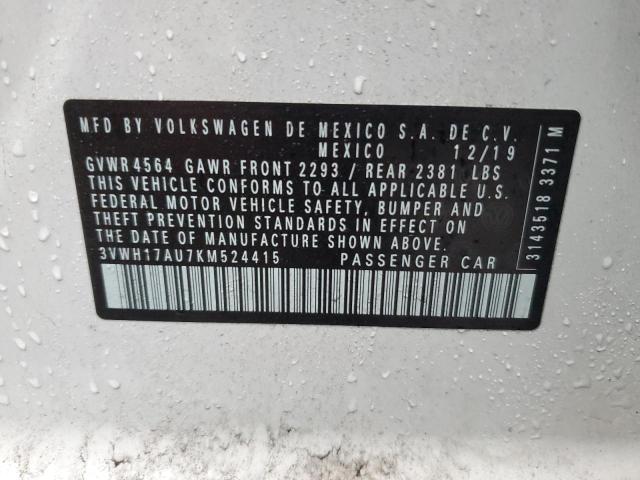 MFD BY VOLKSWAGEN DE MEXICO S.A. DE C.V.
MEXICO 12/19
GVWR 4564 GAWR FRONT 2293 / REAR 2381 LBS
THIS VEHICLE CONFORMS TO ALL APPLICABLE U.S.
FEDERAL MOTOR VEHICLE SAFETY, BUMPER AND
THEFT PREVENTION STANDARDS IN EFFECT ON
THE DATE OF MANUFACTURE SHOWN ABOVE.
3VWH17AU7KM524415 PASSENGER CAR
3143518 3371 M